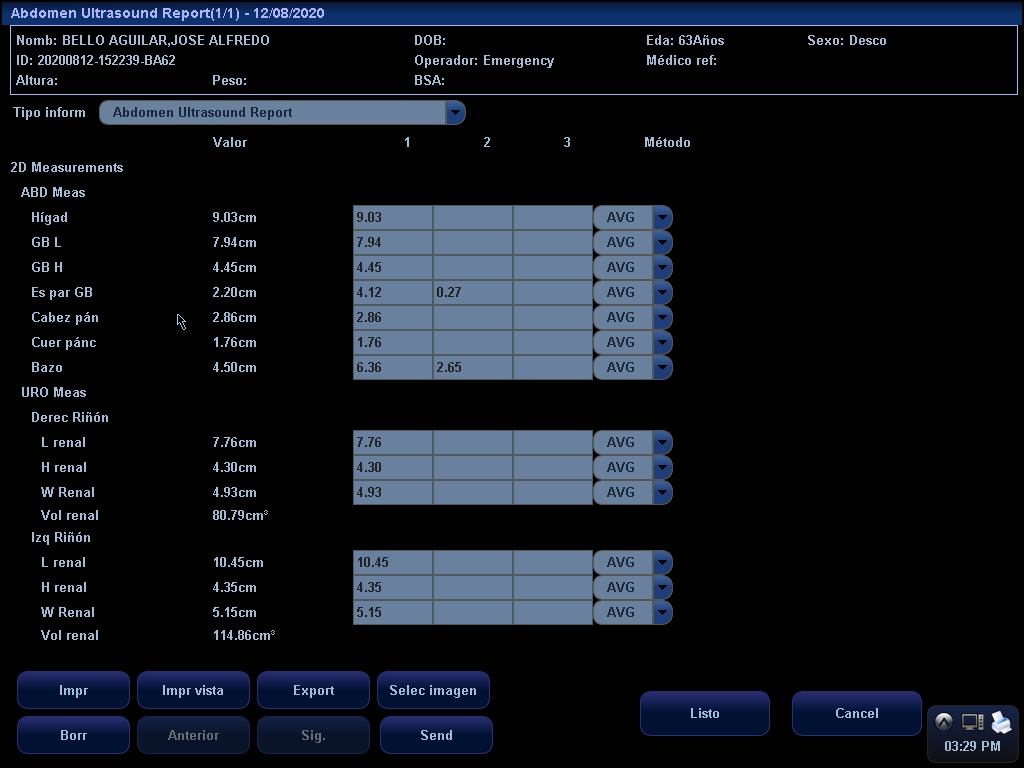 Abdomen Ultrasound Report(1/1) - 12/08/2020
Nomb: BELLO AGUILAR,JOSE ALFREDO DOB: Eda: 63Años Sexo: Desco
ID: 20200812-152239-BA62 Operador: Emergency Médico ref:
Altura: Peso: BSA:
Tipo inform Abdomen Ultrasound Report
Valor 1 2 3 Método
2D Measurements
ABD Meas
Hígad 9.03cm 9.03 AVG
GB L 7.94cm 7.94 AVG
GB H 4.45cm 4.45 AVG
Es par GB 2.20cm 4.12 0.27 AVG
Cabez pán 2.86cm 2.86 AVG
Cuer pánc 1.76cm 1.76 AVG
Bazo 4.50cm 6.36 2.65 AVG
URO Meas
Derec Riñón
L renal 7.76cm 7.76 AVG
H renal 4.30cm 4.30 AVG
W Renal 4.93cm 4.93 AVG
Vol renal 80.79cm³
Izq Riñón
L renal 10.45cm 10.45 AVG
H renal 4.35cm 4.35 AVG
W Renal 5.15cm 5.15 AVG
Vol renal 114.86cm³
Impr Impr vista Export Selec imagen
Listo Cancel
Borr Anterior Sig. Send
03:29 PM